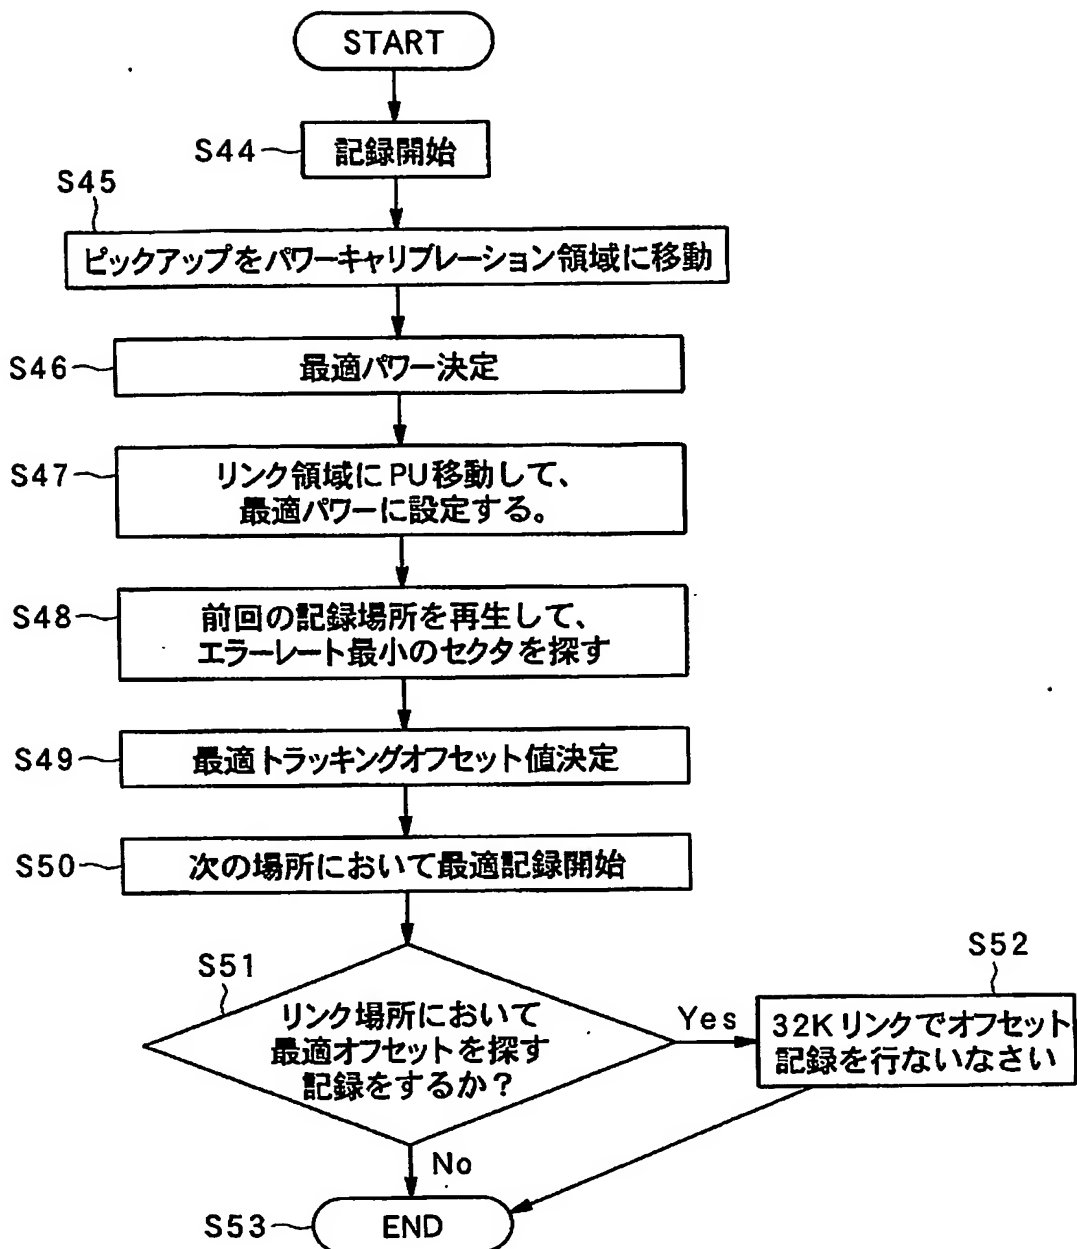 START
S44
記録開始
S45
ピックアップをパワーキャリブレーション領域に移動
S46
最適パワー決定
S47
リンク領域にPU移動して、
最適パワーに設定する。
S48
前回の記録場所を再生して、
エラーレート最小のセクタを探す
S49
最適トラッキングオフセット値決定
S50
次の場所において最適記録開始
S51
リンク場所において
最適オフセットを探す
記録をするか？
Yes
S52
32Kリンクでオフセット
記録を行ないなさい
No
S53
END